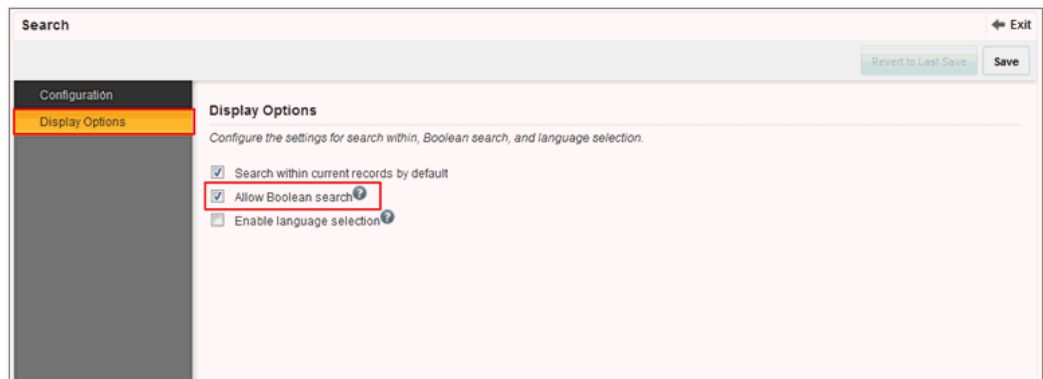 Search
Exit
Revert to Last Save
Save
Configuration
Display Options
Display Options
Configure the settings for search within, Boolean search, and language selection.
Search within current records by default
Allow Boolean search?
Enable language selection?